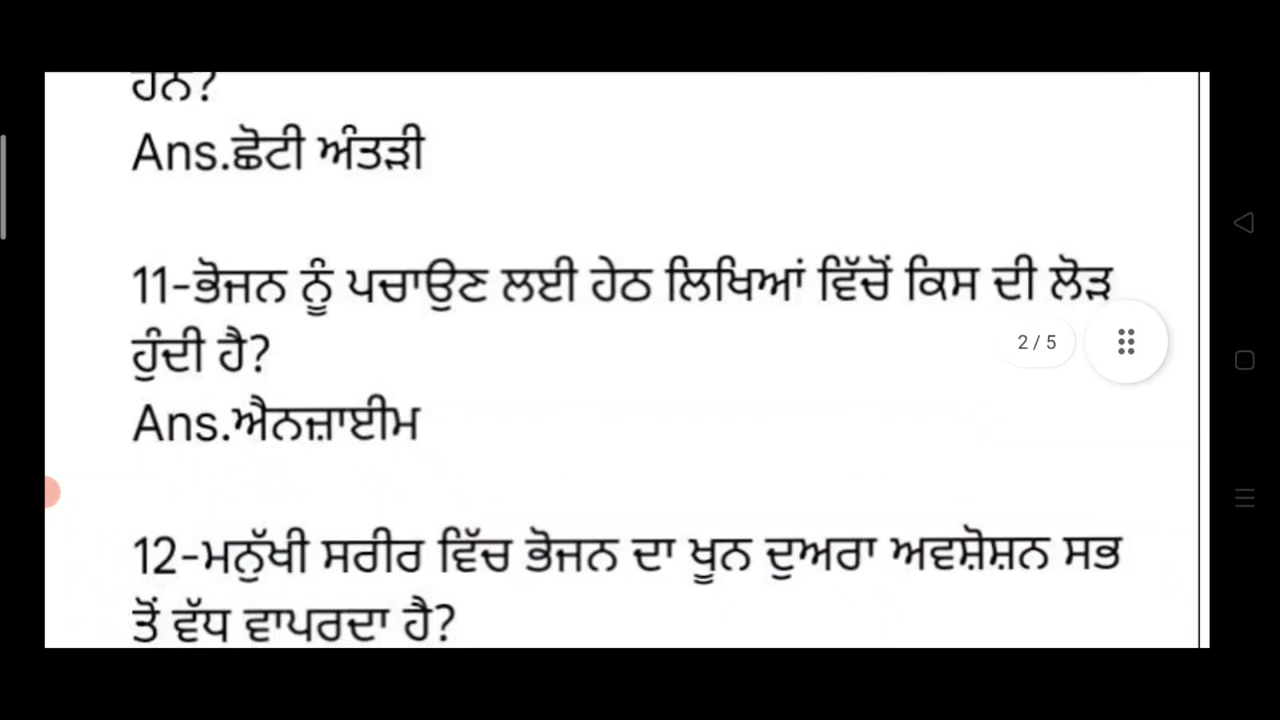 ਹਨ?
Ans.ਛੋਟੀ ਅੰਤੜੀ
11-ਭੋਜਨ ਨੂੰ ਪਚਾਉਣ ਲਈ ਹੇਠ ਲਿਖਿਆਂ ਵਿੱਚੋਂ ਕਿਸ ਦੀ ਲੋੜ
ਹੁੰਦੀ ਹੈ?
2 / 5
Ans.ਐਨਜ਼ਾਈਮ
12-ਮਨੁੱਖੀ ਸਰੀਰ ਵਿੱਚ ਭੋਜਨ ਦਾ ਖੂਨ ਦੁਅਰਾ ਅਵਸ਼ੋਸ਼ਨ ਸਭ
ਤੋਂ ਵੱਧ ਵਾਪਰਦਾ ਹੈ?